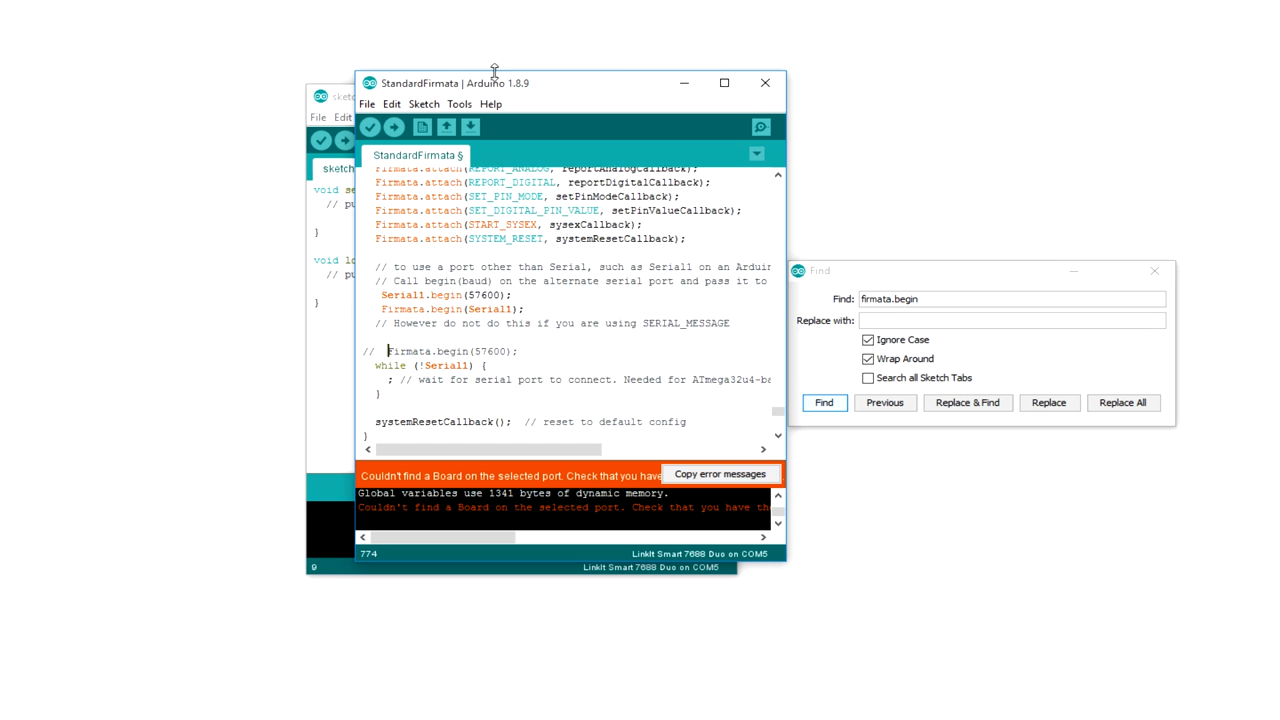 StandardFirmata | Arduino 1.8.9
File Edit Sketch Tools Help
StandardFirmata §
Firmata.attach(REPORT_ANALOG, reportAnalogCallback);
Firmata.attach(REPORT_DIGITAL, reportDigitalCallback);
Firmata.attach(SET_PIN_MODE, setPinModeCallback);
Firmata.attach(SET_DIGITAL_PIN_VALUE, setPinValueCallback);
Firmata.attach(START_SYSEX, sysexCallback);
Firmata.attach(SYSTEM_RESET, systemResetCallback);
// to use a port other than Serial, such as Serial1 on an Arduin
// Call begin(baud) on the alternate serial port and pass it to
Serial1.begin(57600);
Firmata.begin(Serial1);
// However do not do this if you are using SERIAL_MESSAGE
// Firmata.begin(57600);
while (!Serial1) {
; // wait for serial port to connect. Needed for ATmega32u4-ba
}
systemResetCallback(); // reset to default config
}
Couldn't find a Board on the selected port. Check that you have
Copy error messages
Global variables use 1341 bytes of dynamic memory.
Couldn't find a Board on the selected port. Check that you have the
774 LinkIt Smart 7688 Duo on COM5
sketc
File Edit
sketch
void se
// pu
}
void lo
// pu
}
9 LinkIt Smart 7688 Duo on COM5
Find
Find: firmata.begin
Replace with:
Ignore Case
Wrap Around
Search all Sketch Tabs
Find Previous Replace & Find Replace Replace All